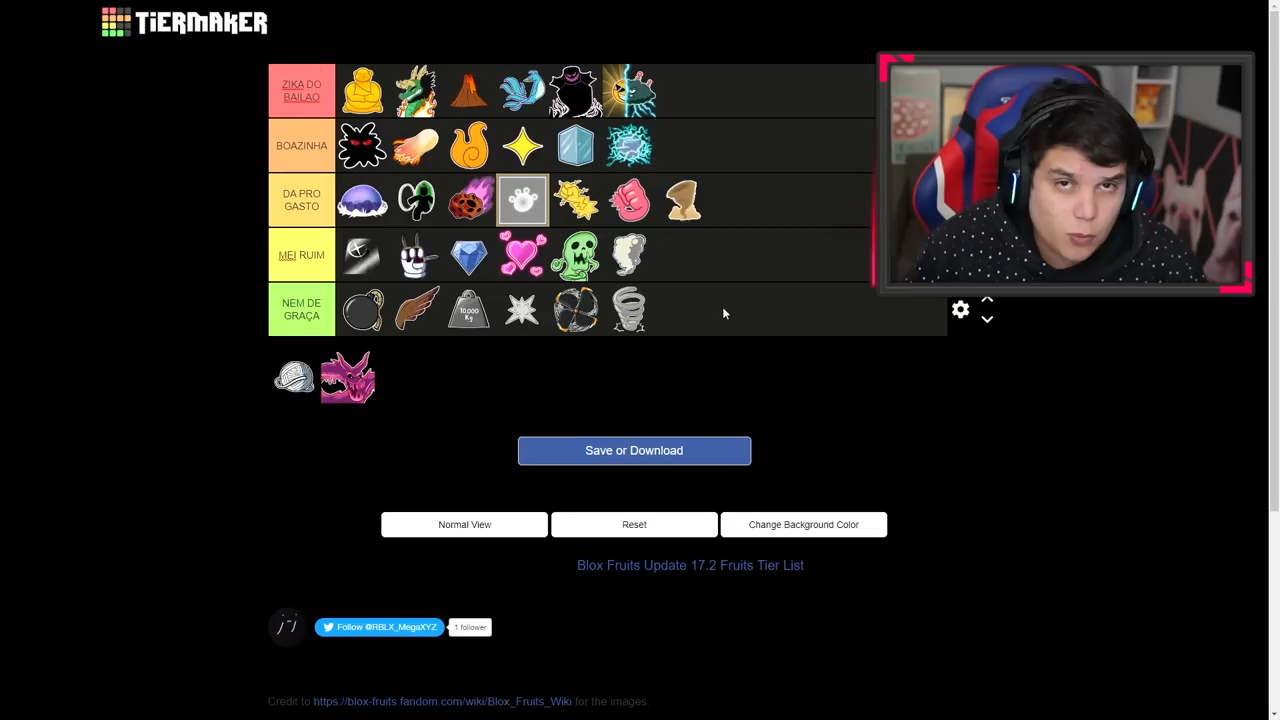 TiERMAKER
ZIKA DO
BAILAO
BOAZINHA
DA PRO
GASTO
MEI RUIM
10.000
Kg
NEM DE
GRAÇA
Save or Download
Normal View
Reset
Change Background Color
Blox Fruits Update 17.2 Fruits Tier List
Follow @RBLX_MegaXYZ
1 follower
Credit to https://blox-fruits.fandom.com/wiki/Blox_Fruits_Wiki for the images.